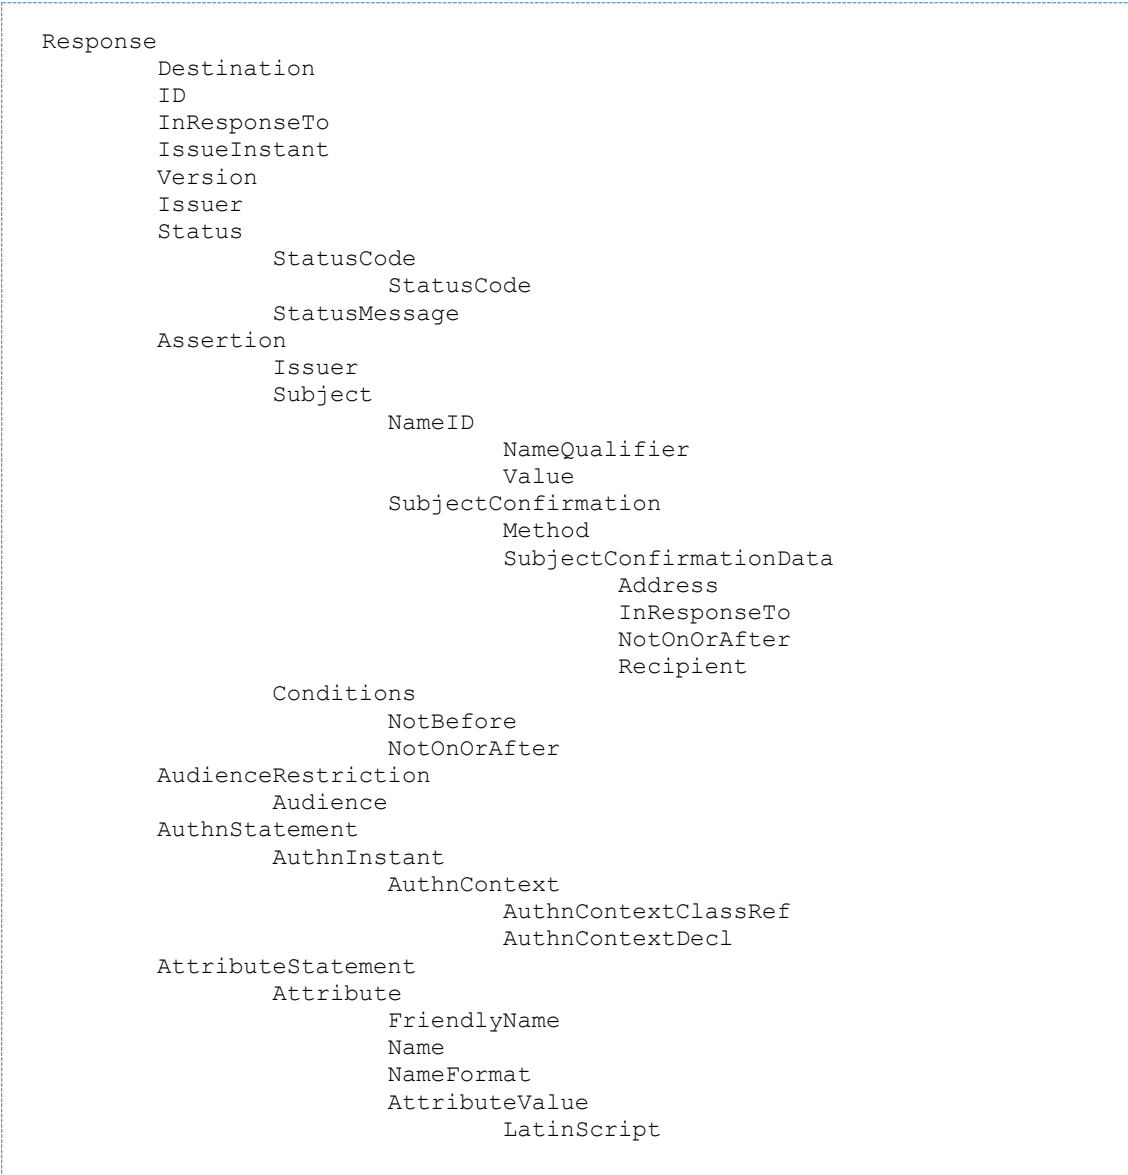 Response
Destination
ID
InResponseTo
IssueInstant
Version
Issuer
Status
StatusCode
StatusCode
StatusMessage
Assertion
Issuer
Subject
NameID
NameQualifier
Value
SubjectConfirmation
Method
SubjectConfirmationData
Address
InResponseTo
NotOnOrAfter
Recipient
Conditions
NotBefore
NotOnOrAfter
AudienceRestriction
Audience
AuthnStatement
AuthnInstant
AuthnContext
AuthnContextClassRef
AuthnContextDecl
AttributeStatement
Attribute
FriendlyName
Name
NameFormat
AttributeValue
LatinScript